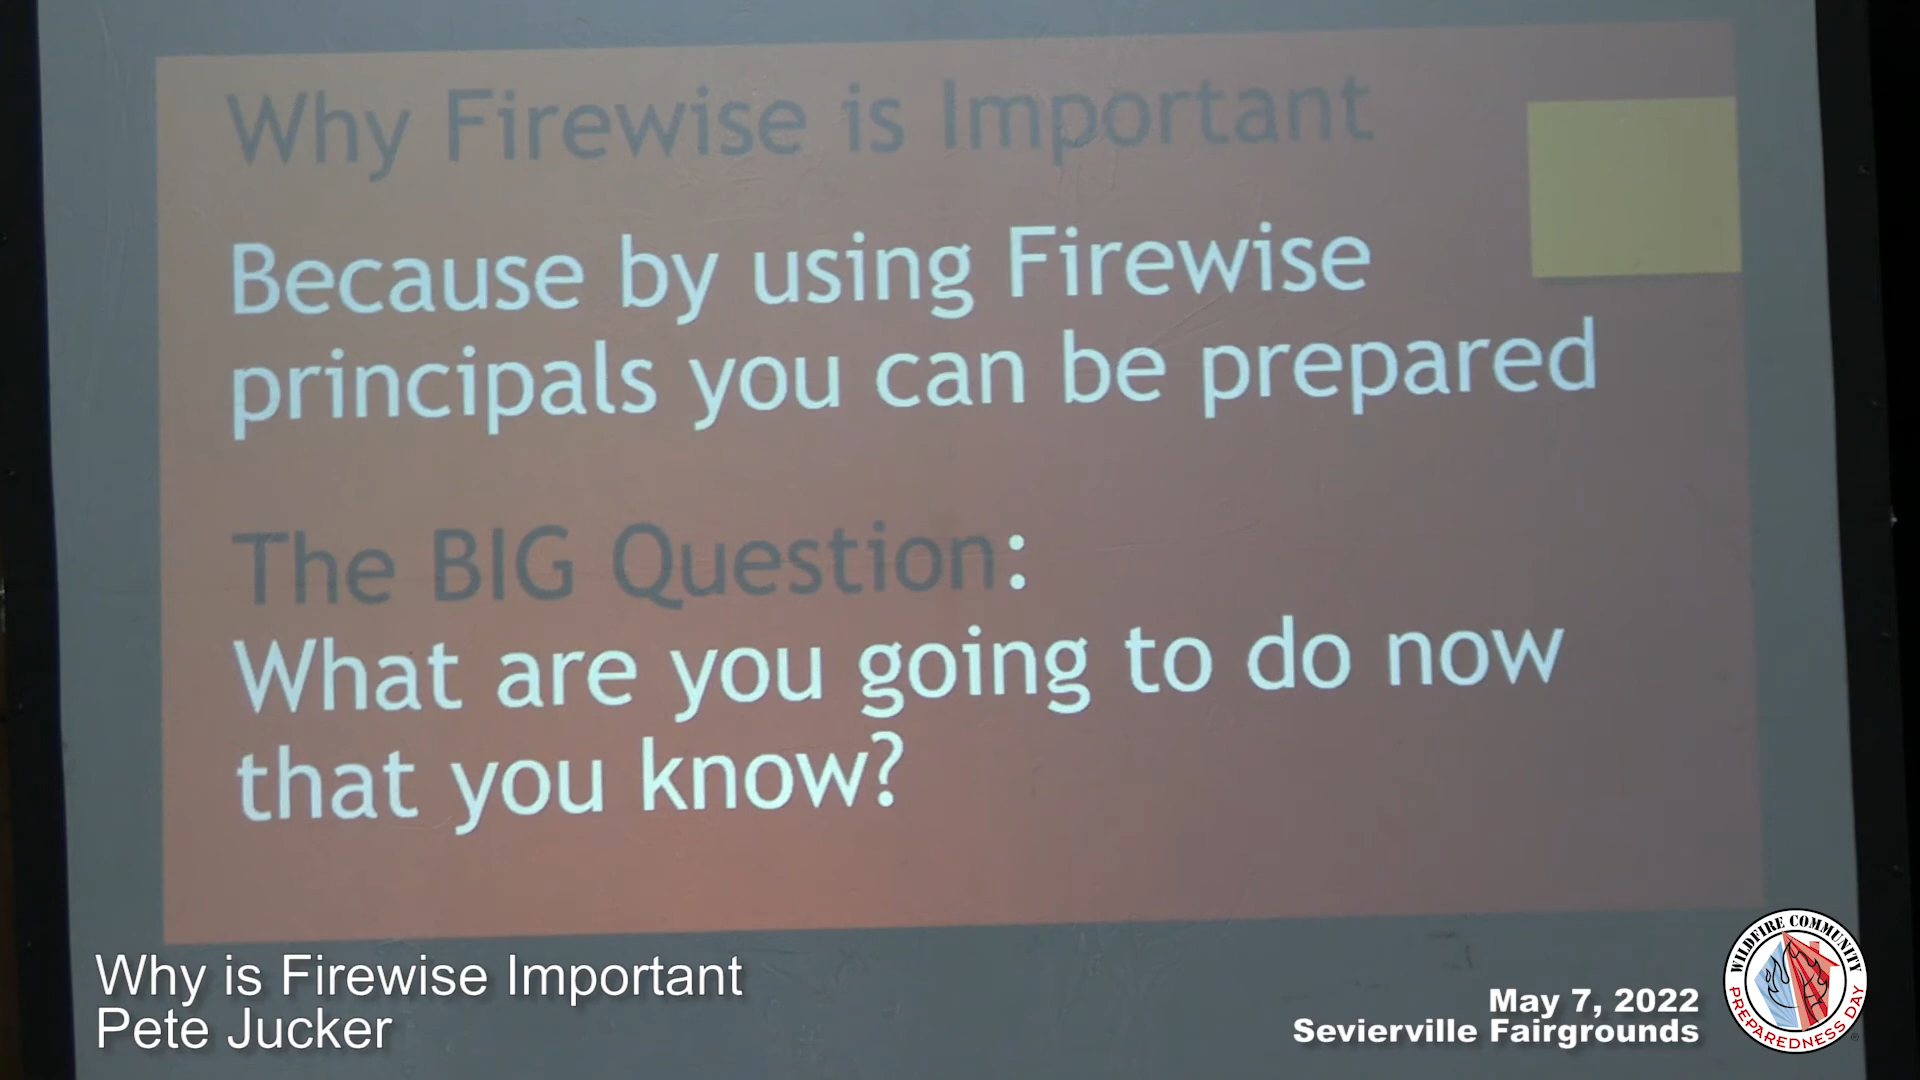 Why Firewise is Important
Because by using Firewise
principals you can be prepared
The BIG Question:
What are you going to do now
that you know?
Why is Firewise Important
Pete Jucker
May 7, 2022
Sevierville Fairgrounds
WILDFIRE COMMUNITY
PREPAREDNESS DAY
®